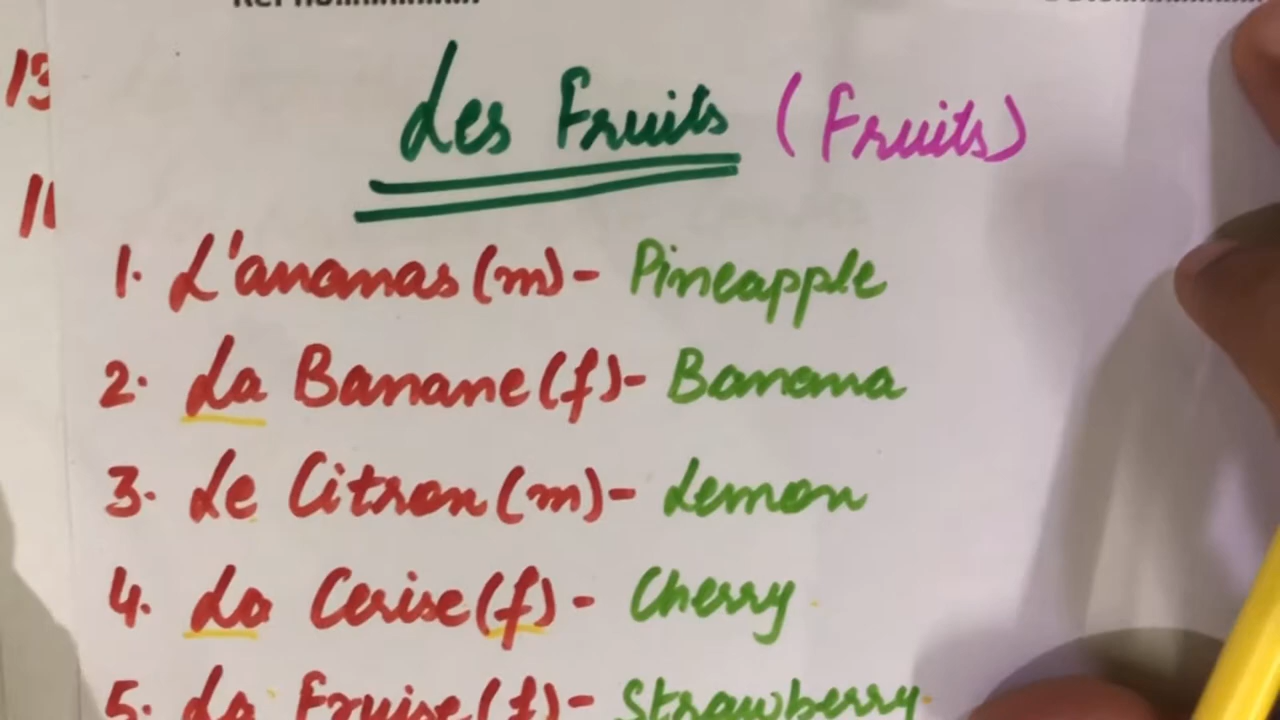 Les Fruits (Fruits)
1. L'ananas (m)- Pineapple
2. La Banane (f)- Banana
3. Le Citron (m)- Lemon
4. La Cerise (f)- Cherry
5. La Fruise (f)- Strawberry